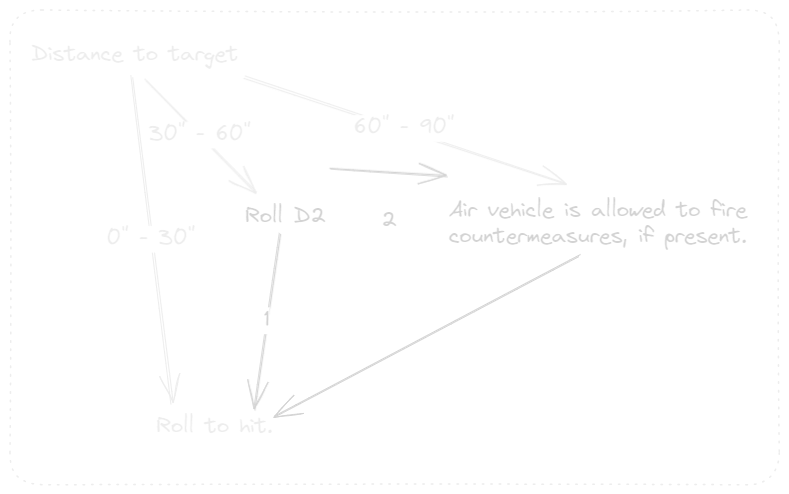 Distance to target
30" - 60"
60" - 90"
Roll D2
2
Air vehicle is allowed to fire
countermeasures, if present.
0" - 30"
1
Roll to hit.